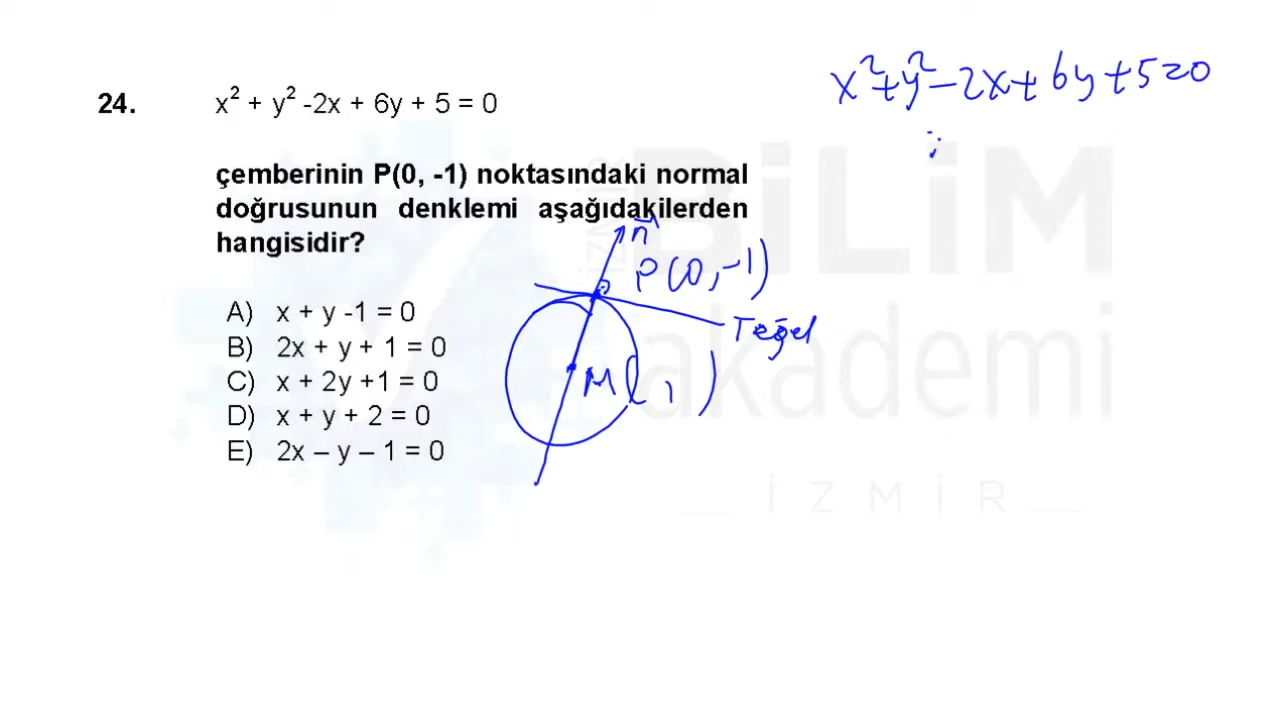 x² + y² - 2x + 6y + 5 = 0
24. x² + y² -2x + 6y + 5 = 0
çemberinin P(0, -1) noktasındaki normal
doğrusunun denklemi aşağıdakilerden
hangisidir?
n
P(0, -1)
A) x + y -1 = 0
Teğet
B) 2x + y + 1 = 0
C) x + 2y +1 = 0
M( , )
D) x + y + 2 = 0
E) 2x – y – 1 = 0
BİLİM
akademi
İZMİR